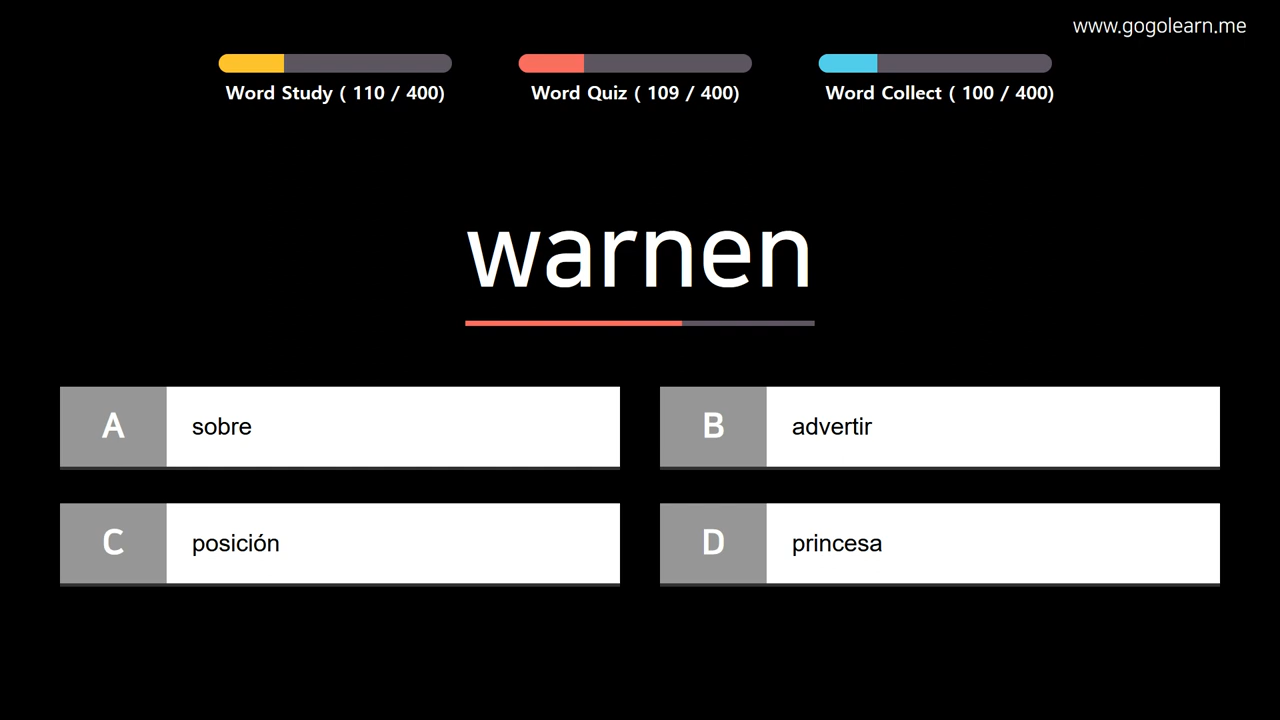 www.gogolearn.me
Word Study ( 110 / 400)
Word Quiz ( 109 / 400)
Word Collect ( 100 / 400)
warnen
A
sobre
B
advertir
C
posición
D
princesa